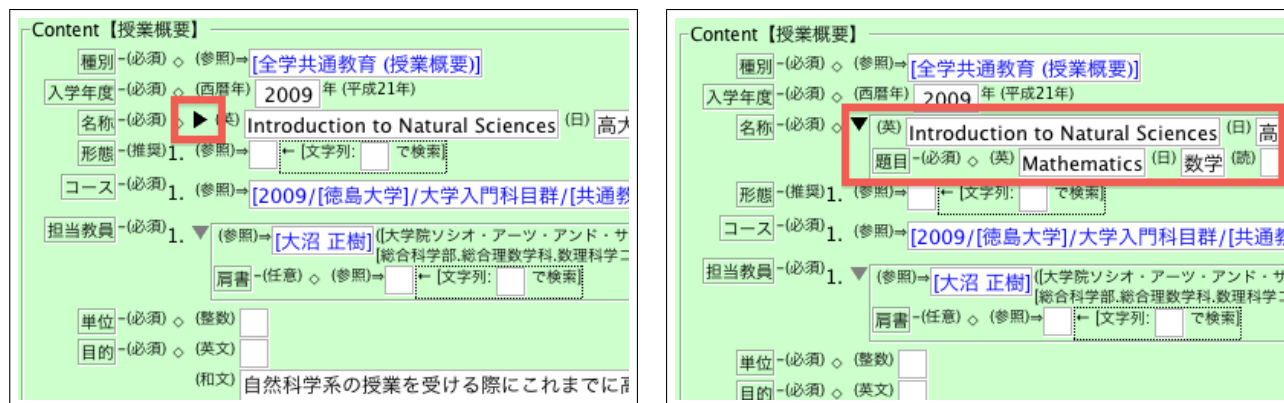 Content【授業概要】
種別 -(必須) ◇ (参照)⇒ [全学共通教育 (授業概要)]
入学年度 -(必須) ◇ (西暦年) 2009 年 (平成21年)
名称 -(必須) ◇ ▶ (英) Introduction to Natural Sciences (日) 高大
形態 -(推奨)1. (参照)⇒ ← [文字列: で検索]
コース -(必須)1. (参照)⇒ [2009/[徳島大学]/大学入門科目群/[共通教
担当教員 -(必須)1. ▼ (参照)⇒ [大沼 正樹] ([大学院ソシオ・アーツ・アンド・サ
[総合科学部.総合理数学科.数理科学コ
肩書 -(任意) ◇ (参照)⇒ ← [文字列: で検索]
単位 -(必須) ◇ (整数)
目的 -(必須) ◇ (英文)
(和文) 自然科学系の授業を受ける際にこれまでに高
Content【授業概要】
種別 -(必須) ◇ (参照)⇒ [全学共通教育 (授業概要)]
入学年度 -(必須) ◇ (西暦年) 2009 年 (平成21年)
名称 -(必須) ◇ ▼ (英) Introduction to Natural Sciences (日) 高
題目 -(必須) ◇ (英) Mathematics (日) 数学 (読)
形態 -(推奨)1. (参照)⇒ ← [文字列: で検索]
コース -(必須)1. (参照)⇒ [2009/[徳島大学]/大学入門科目群/[共通教
担当教員 -(必須)1. ▼ (参照)⇒ [大沼 正樹] ([大学院ソシオ・アーツ・アンド・サ
[総合科学部.総合理数学科.数理科学コ
肩書 -(任意) ◇ (参照)⇒ ← [文字列: で検索]
単位 -(必須) ◇ (整数)
目的 -(必須) ◇ (英文)